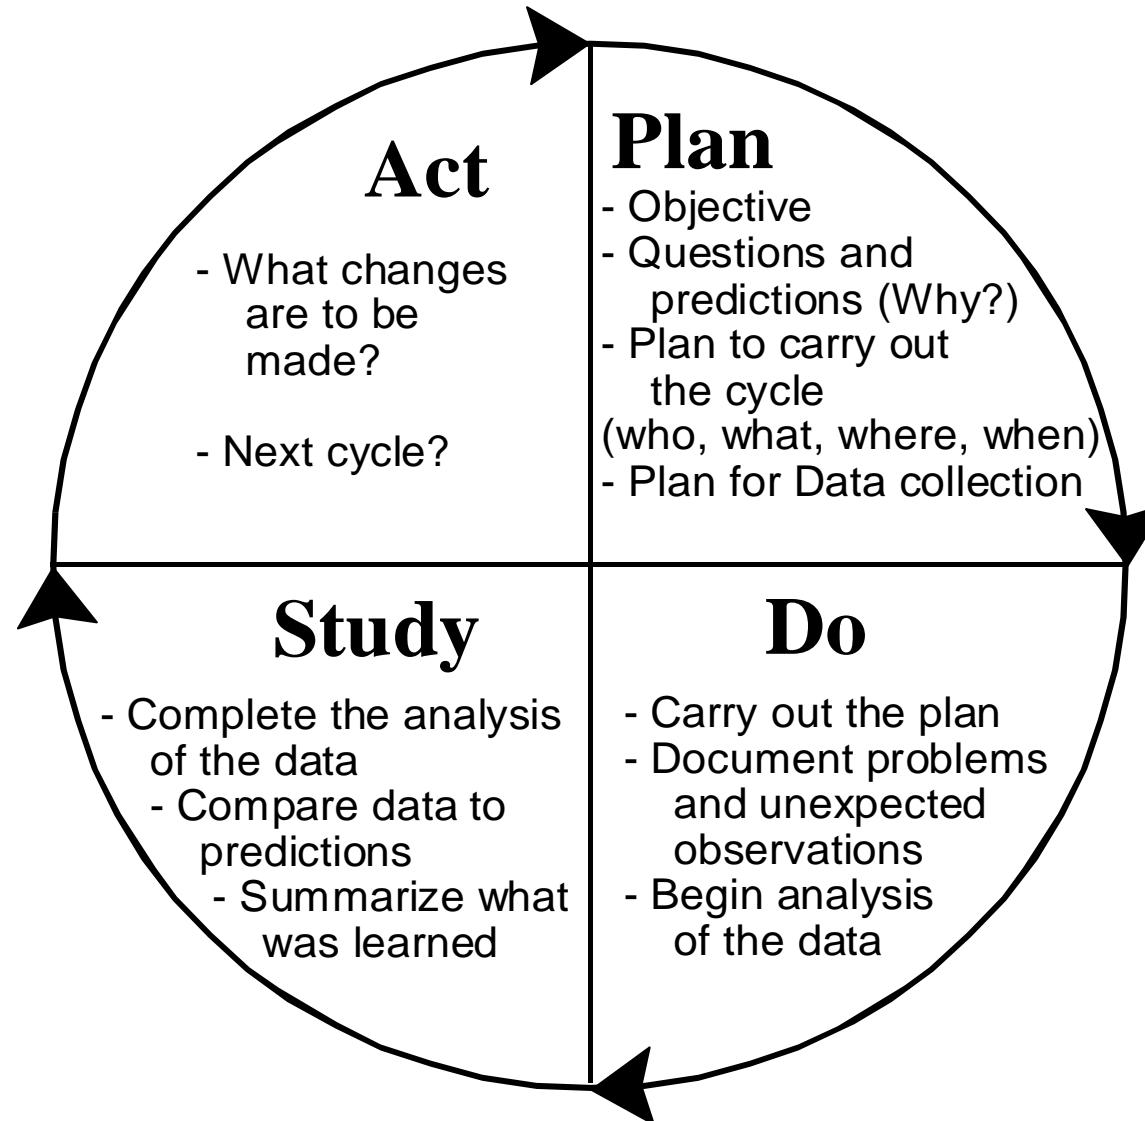 Act
- What changes
are to be
made?
- Next cycle?
Plan
- Objective
- Questions and
predictions (Why?)
- Plan to carry out
the cycle
(who, what, where, when)
- Plan for Data collection
Study
- Complete the analysis
of the data
- Compare data to
predictions
- Summarize what
was learned
Do
- Carry out the plan
- Document problems
and unexpected
observations
- Begin analysis
of the data